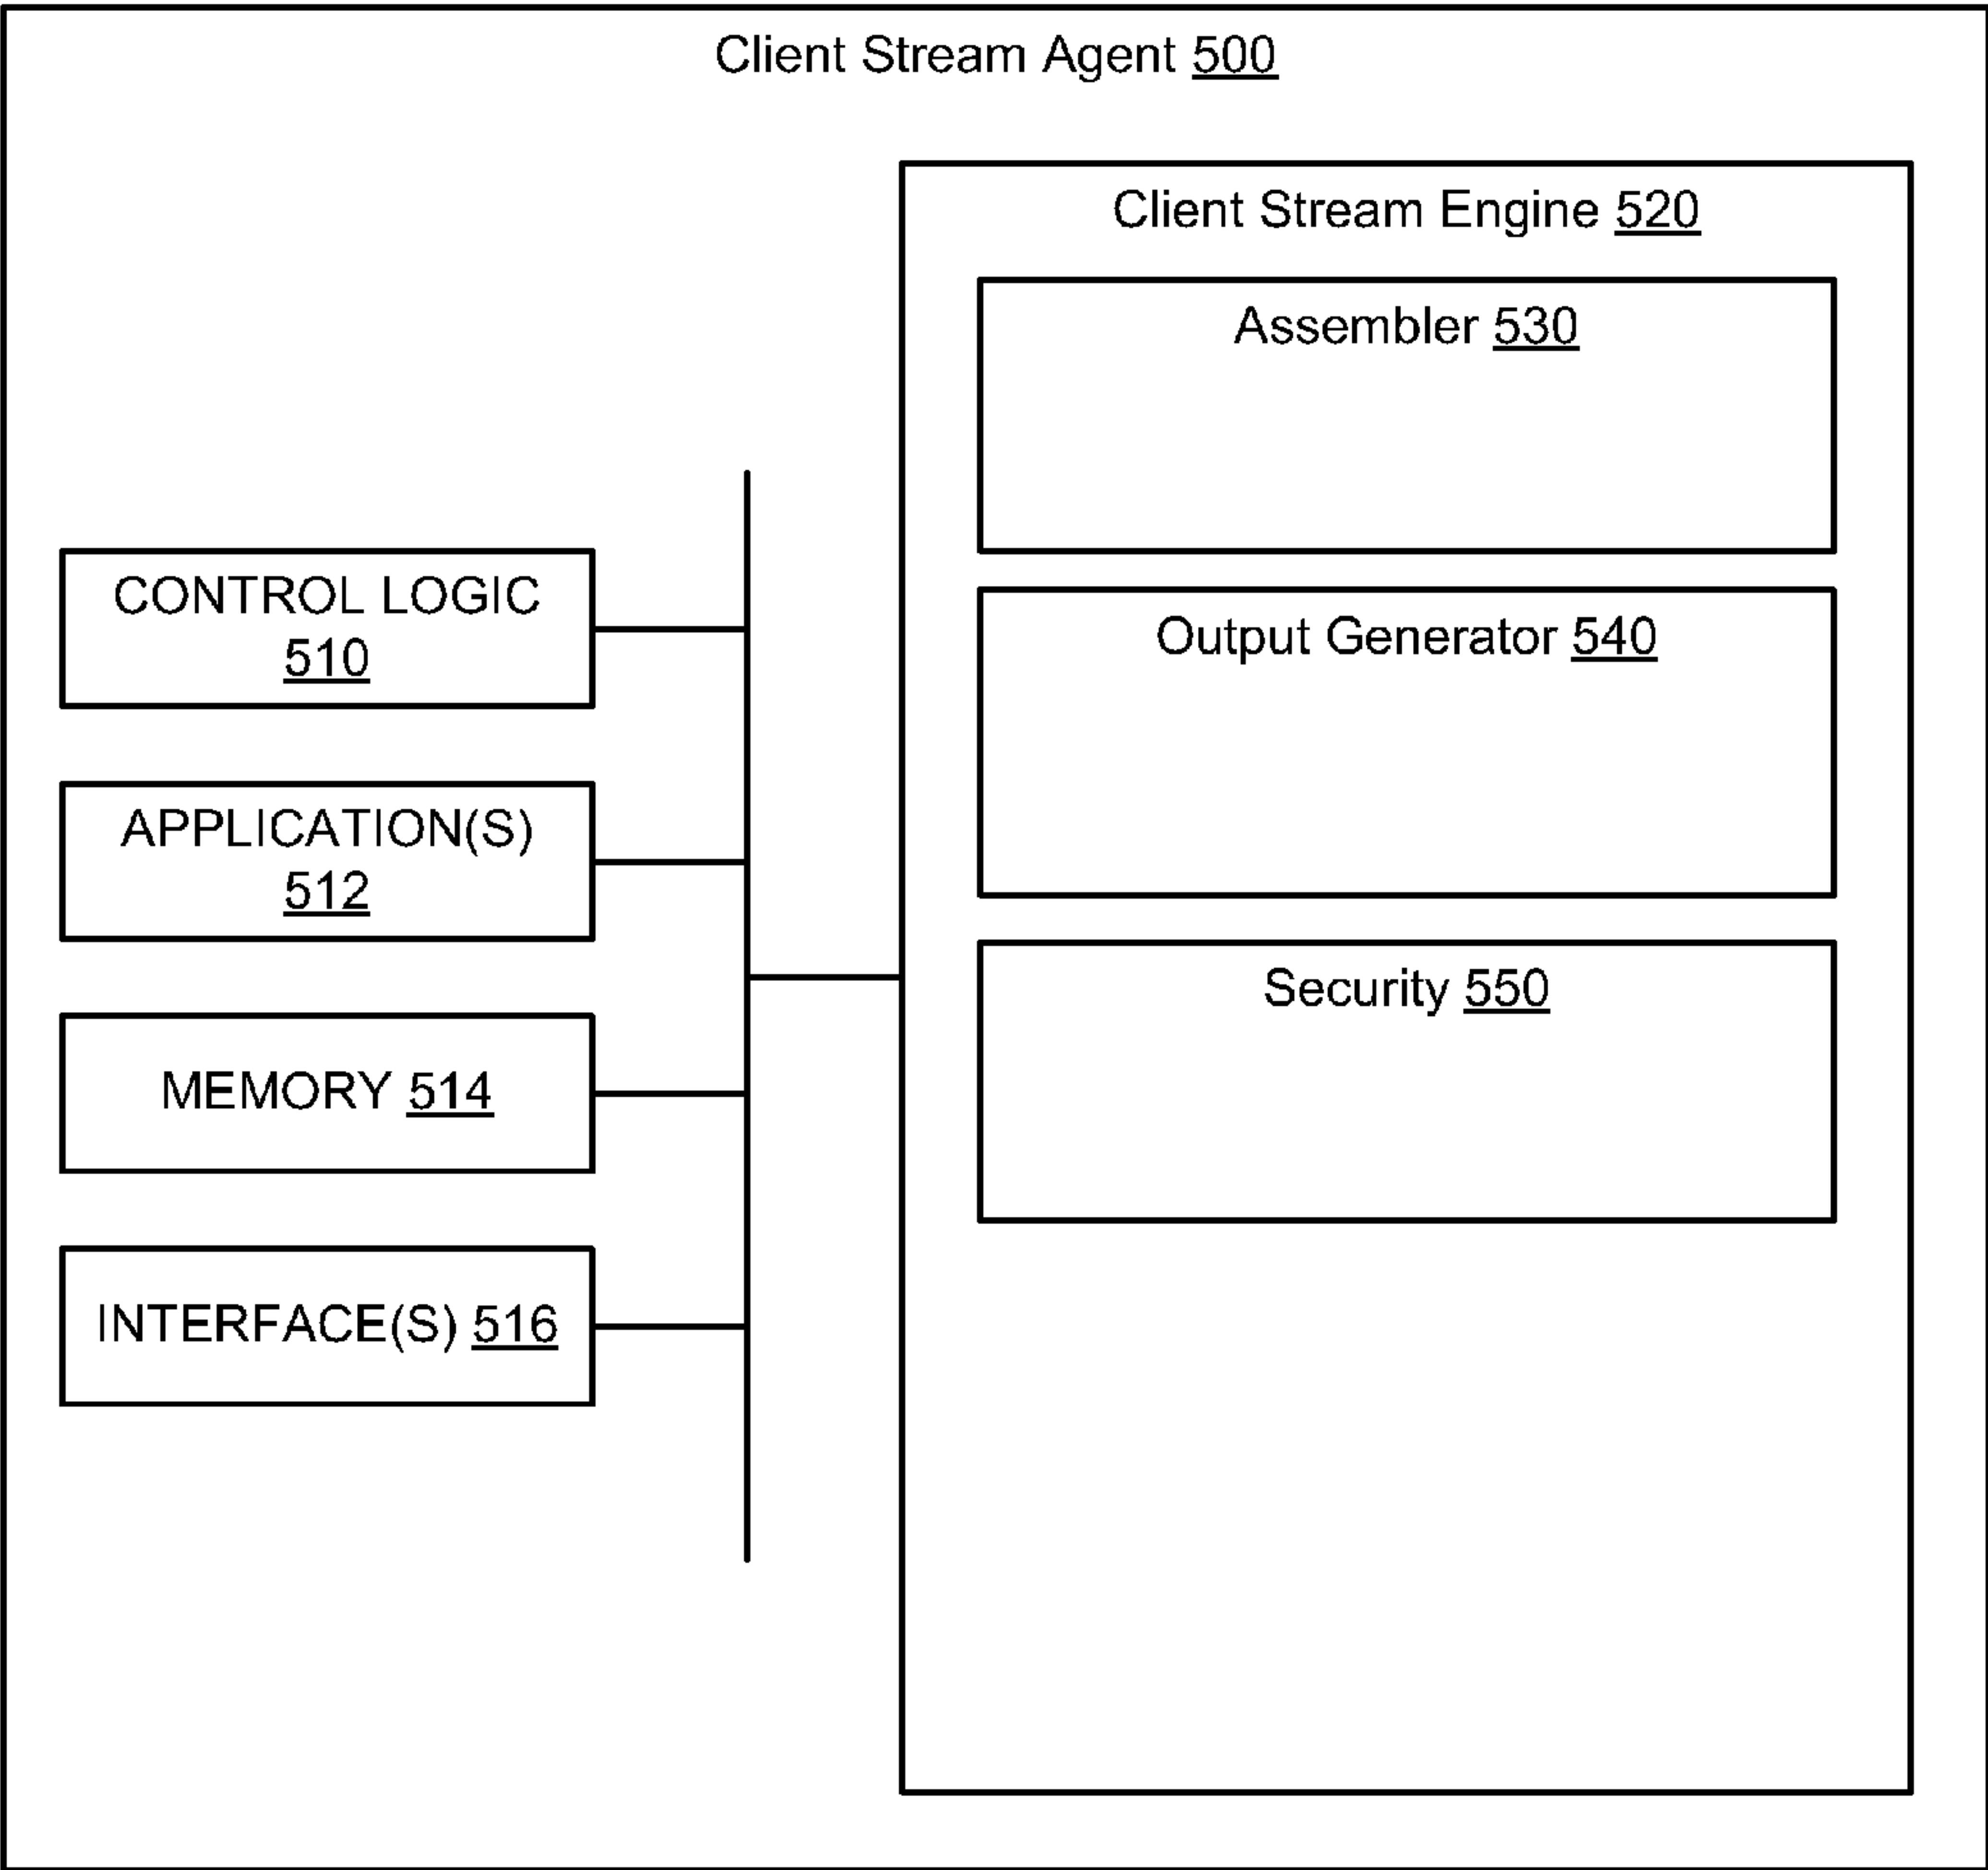 Client Stream Agent 500
Client Stream Engine 520
Assembler 530
Output Generator 540
Security 550
CONTROL LOGIC
510
APPLICATION(S)
512
MEMORY 514
INTERFACE(S) 516